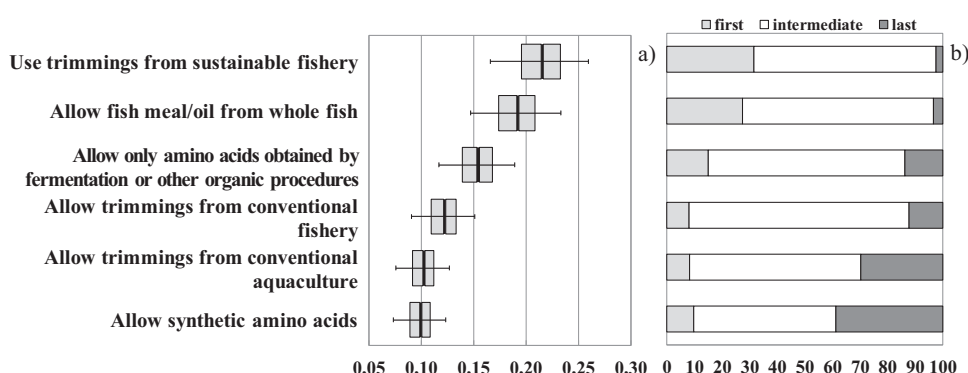 first intermediate last
a)
b)
Use trimmings from sustainable fishery
Allow fish meal/oil from whole fish
Allow only amino acids obtained by
fermentation or other organic procedures
Allow trimmings from conventional
fishery
Allow trimmings from conventional
aquaculture
Allow synthetic amino acids
0.05 0.10 0.15 0.20 0.25 0.30
0 10 20 30 40 50 60 70 80 90 100